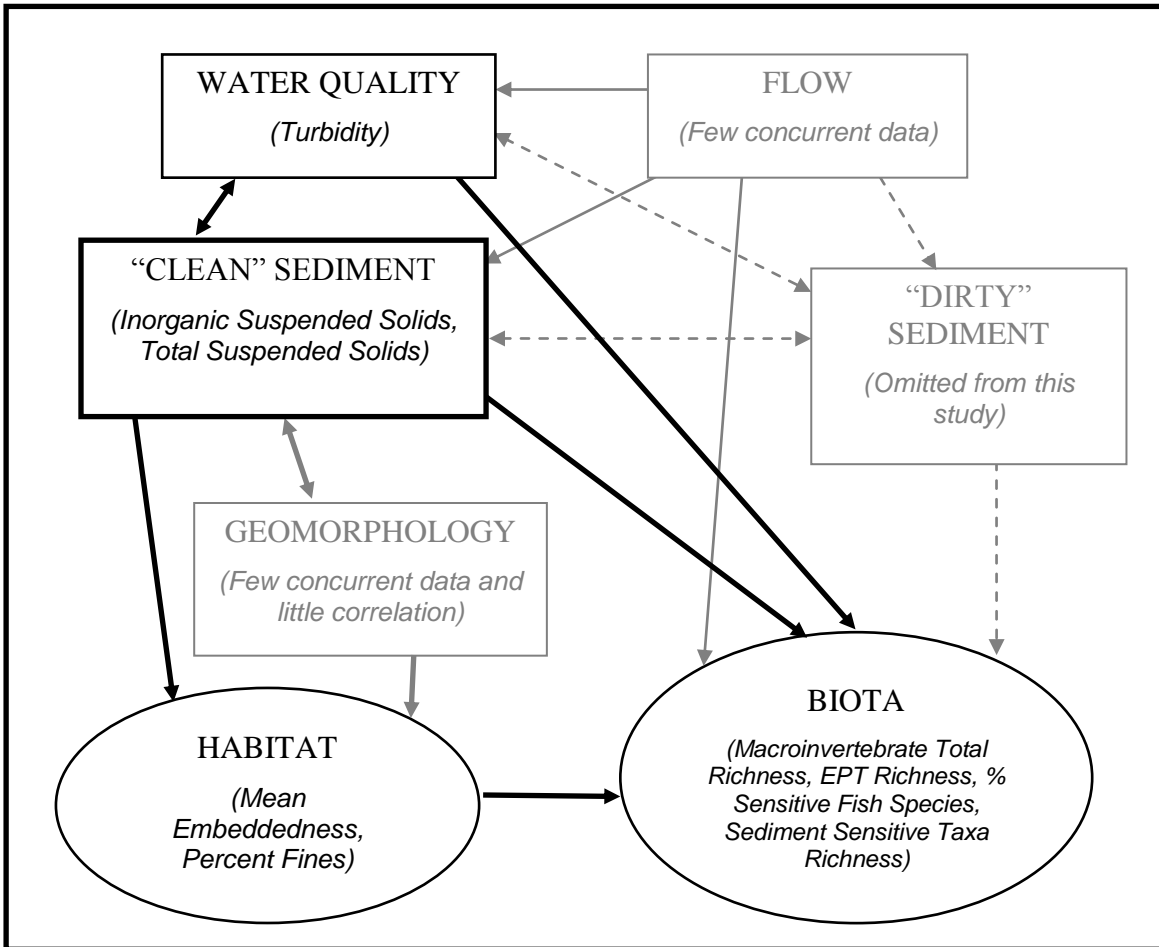 WATER QUALITY
(Turbidity)
FLOW
(Few concurrent data)
“CLEAN” SEDIMENT
(Inorganic Suspended Solids,
Total Suspended Solids)
“DIRTY”
SEDIMENT
(Omitted from this
study)
GEOMORPHOLOGY
(Few concurrent data and
little correlation)
HABITAT
(Mean
Embeddedness,
Percent Fines)
BIOTA
(Macroinvertebrate Total
Richness, EPT Richness, %
Sensitive Fish Species,
Sediment Sensitive Taxa
Richness)